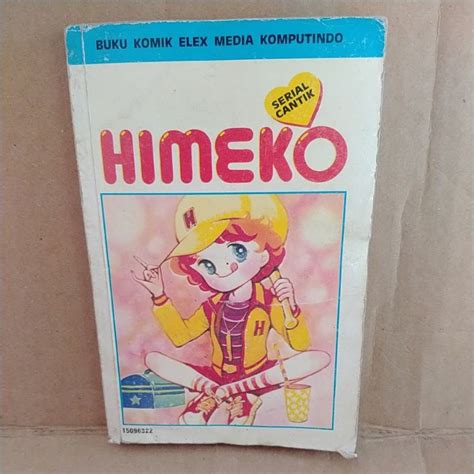 BUKU KOMIK ELEX MEDIA KOMPUTINDO
SERIAL
CANTIK
HIMEKO
H
H
15096322